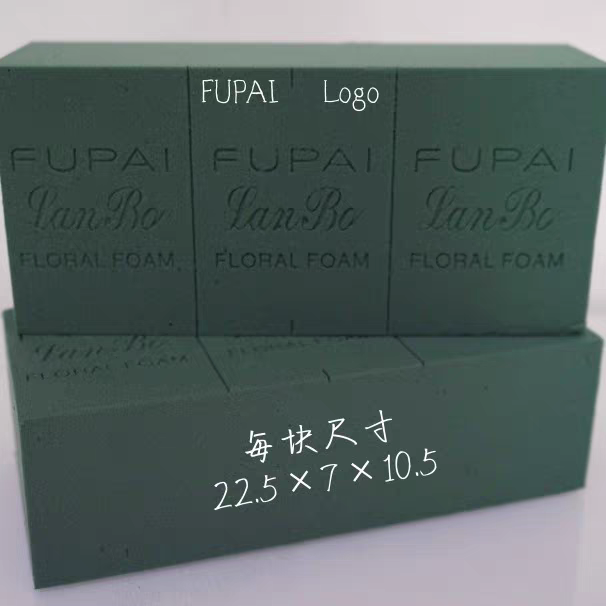 FUPAI Logo
FUPAI FUPAI FUPAI
LanBo LanBo LanBo
FLORAL FOAM FLORAL FOAM FLORAL FOAM
LanBo
FLORAL FOAM FLORAL FOAM
每块尺寸
22.5×7×10.5